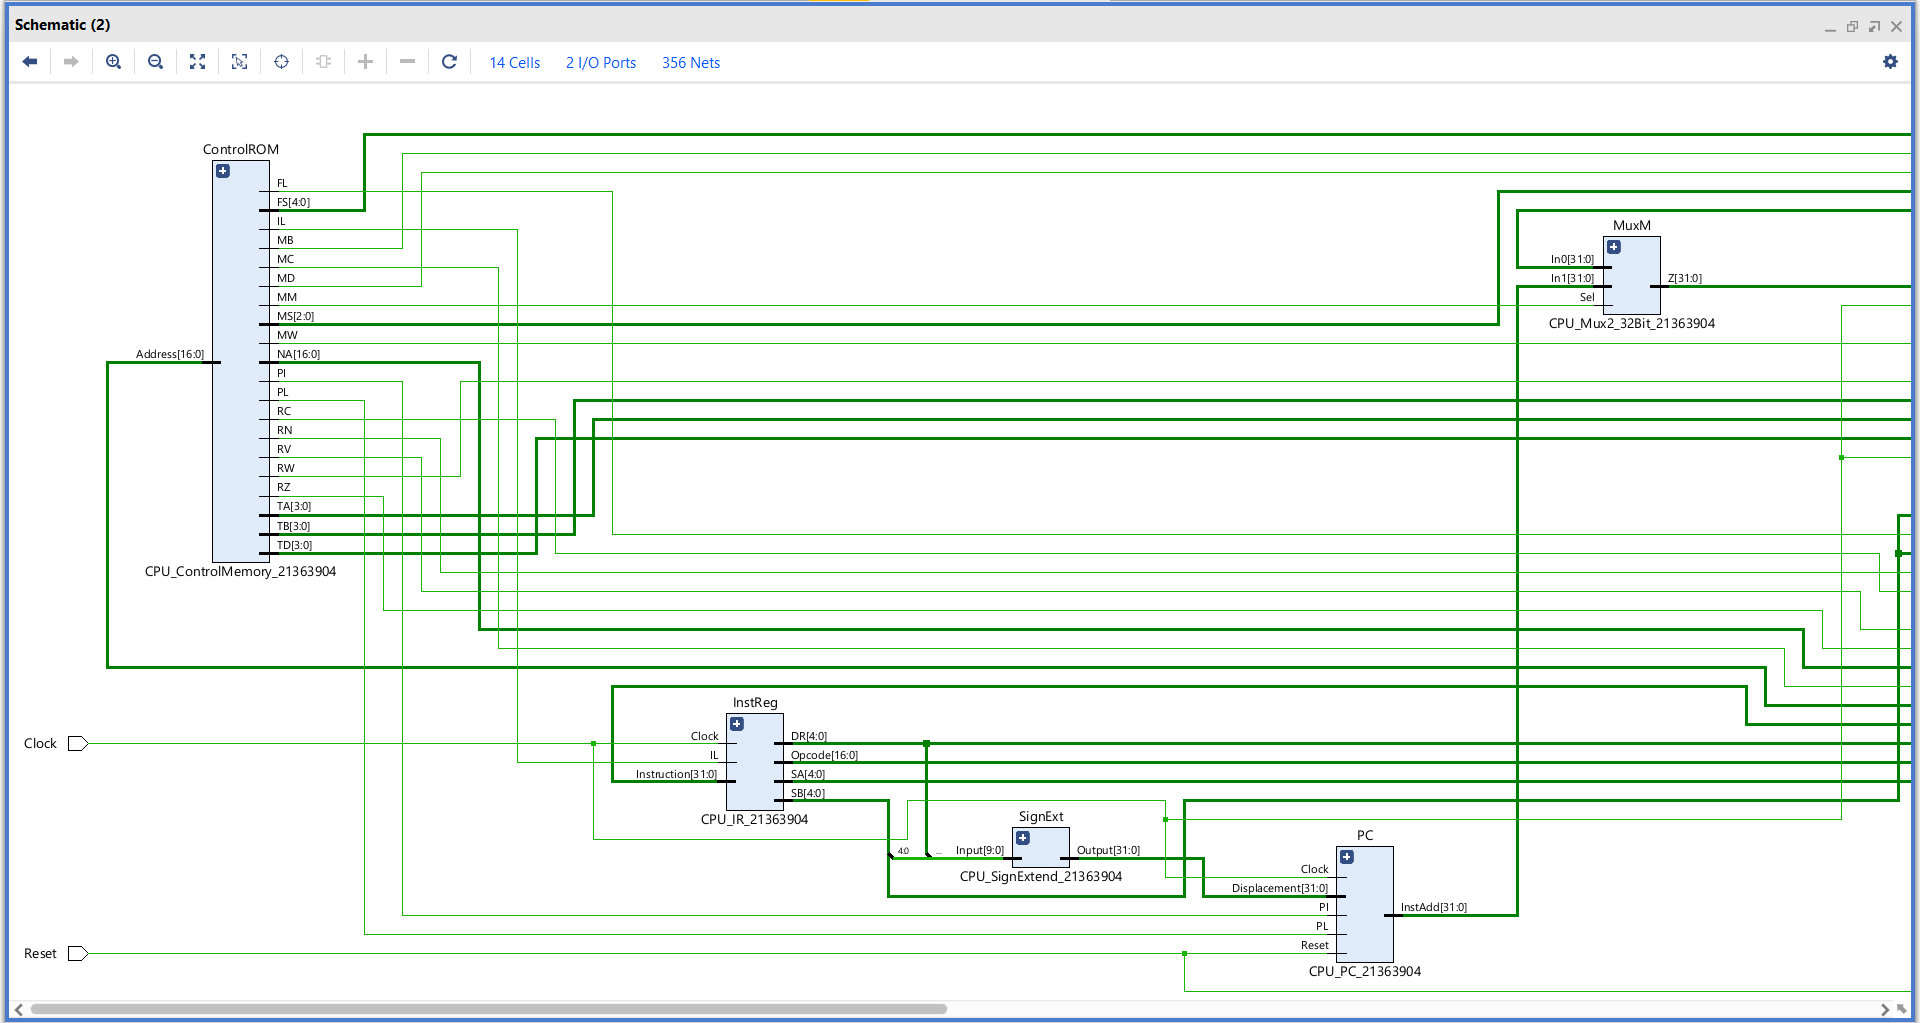 Schematic (2)
14 Cells 2 I/O Ports 356 Nets
ControlROM
FL
FS[4:0]
IL
MB
MC
MD
MM
MS[2:0]
MW
Address[16:0]
NA[16:0]
PI
PL
RC
RN
RV
RW
RZ
TA[3:0]
TB[3:0]
TD[3:0]
CPU_ControlMemory_21363904
MuxM
In0[31:0]
In1[31:0]
Sel
Z[31:0]
CPU_Mux2_32Bit_21363904
Clock
InstReg
Clock
IL
Instruction[31:0]
DR[4:0]
Opcode[16:0]
SA[4:0]
SB[4:0]
CPU_IR_21363904
SignExt
4:0
Input[9:0]
Output[31:0]
CPU_SignExtend_21363904
PC
Clock
Displacement[31:0]
PI
PL
Reset
InstAdd[31:0]
CPU_PC_21363904
Reset